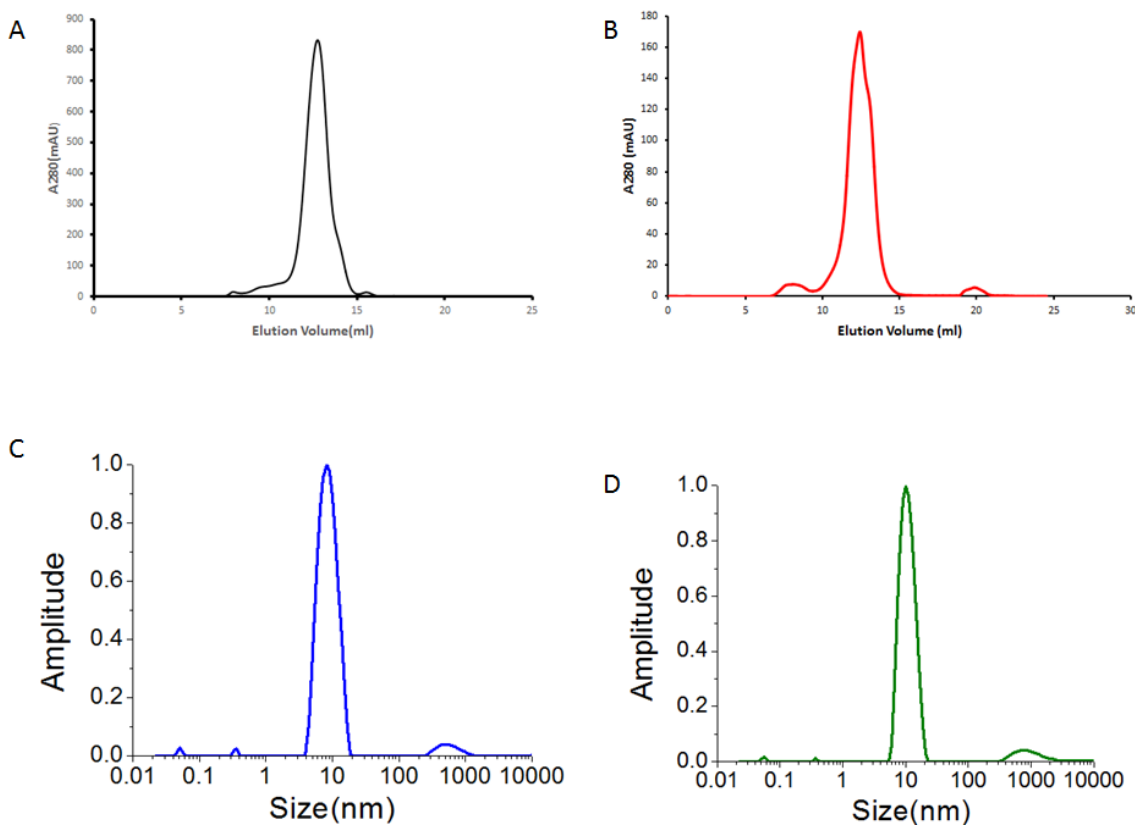 A
A280(mAU)
900
800
700
600
500
400
300
200
100
0
0 5 10 15 20 25
Elution Volume(ml)
B
A280 (mAU)
180
160
140
120
100
80
60
40
20
0
0 5 10 15 20 25 30
Elution Volume (ml)
C
Amplitude
1.0
0.8
0.6
0.4
0.2
0.0
0.01 0.1 1 10 100 1000 10000
Size(nm)
D
Amplitude
1.0
0.8
0.6
0.4
0.2
0.0
0.01 0.1 1 10 100 1000 10000
Size(nm)